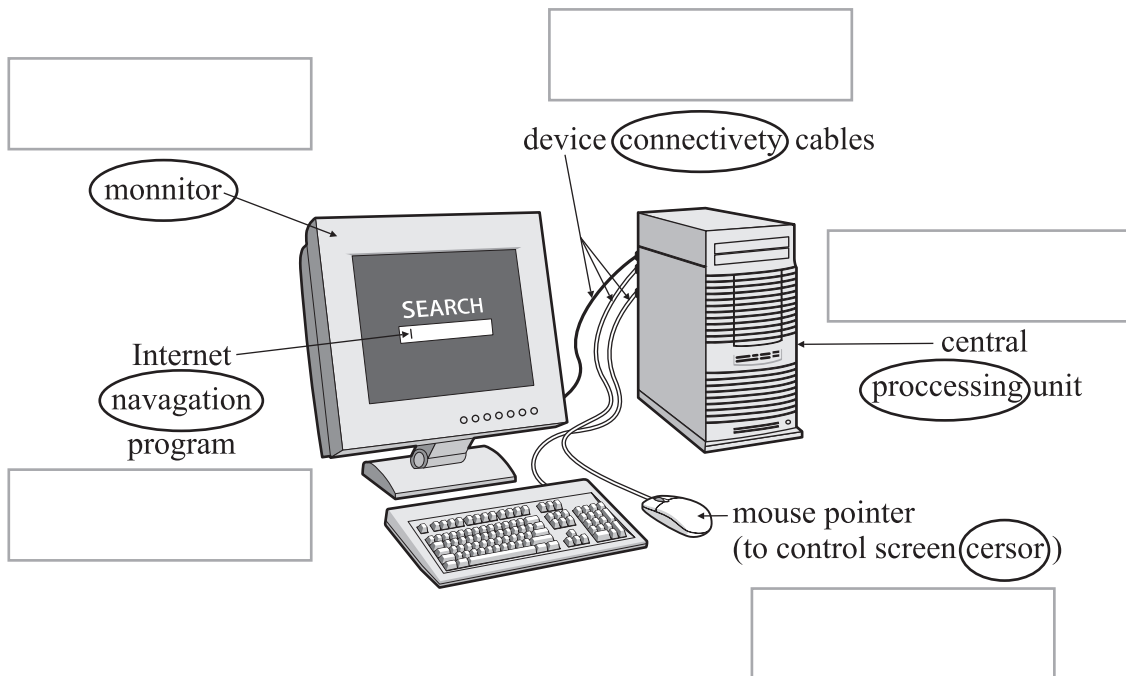 device connectivety cables
monnitor
SEARCH
Internet
navagation
program
central
proccessing unit
mouse pointer
(to control screen cersor)